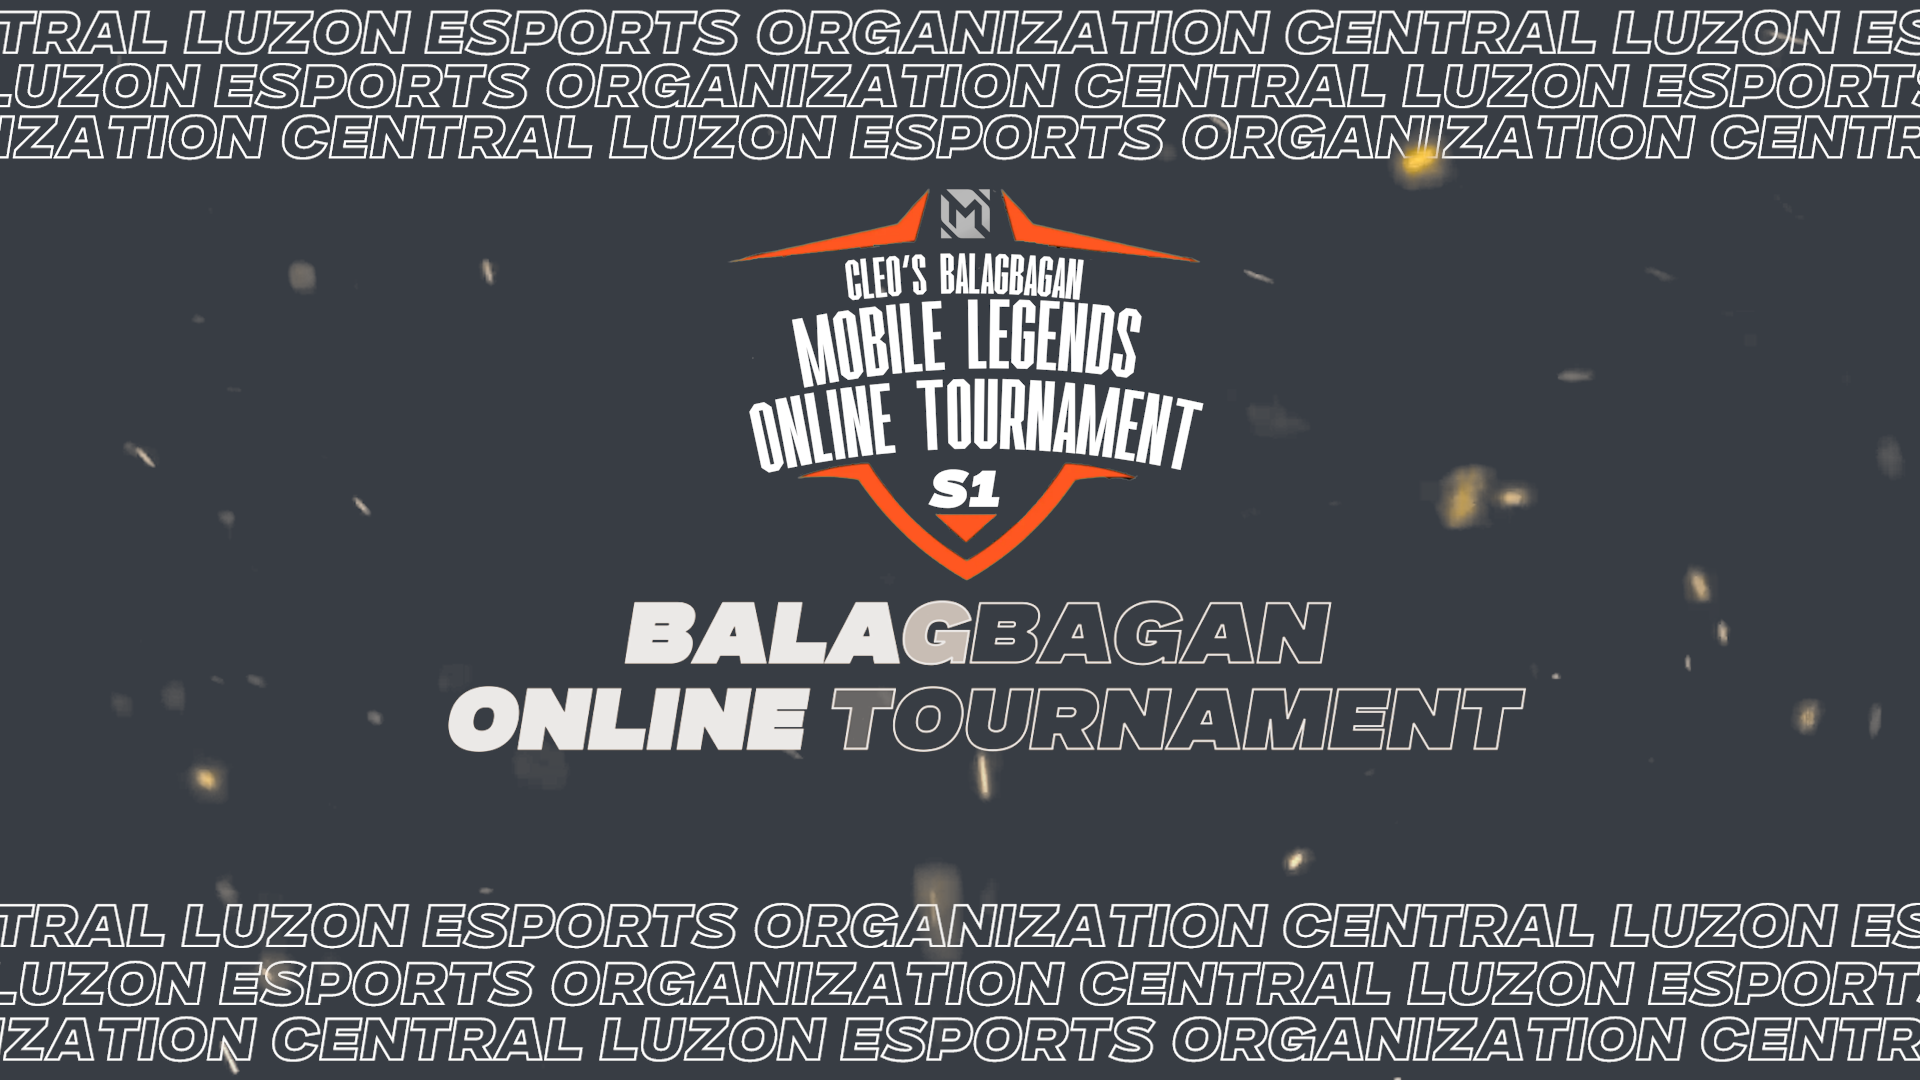 TRAL LUZON ESPORTS ORGANIZATION CENTRAL LUZON ES
LUZON ESPORTS ORGANIZATION CENTRAL LUZON ESPORTS
IZATION CENTRAL LUZON ESPORTS ORGANIZATION CENTR
M
CLEO'S BALAGBAGAN
MOBILE LEGENDS
ONLINE TOURNAMENT
S1
BALAGBAGAN
ONLINE TOURNAMENT
TRAL LUZON ESPORTS ORGANIZATION CENTRAL LUZON ES
LUZON ESPORTS ORGANIZATION CENTRAL LUZON ESPORTS
IZATION CENTRAL LUZON ESPORTS ORGANIZATION CENTR